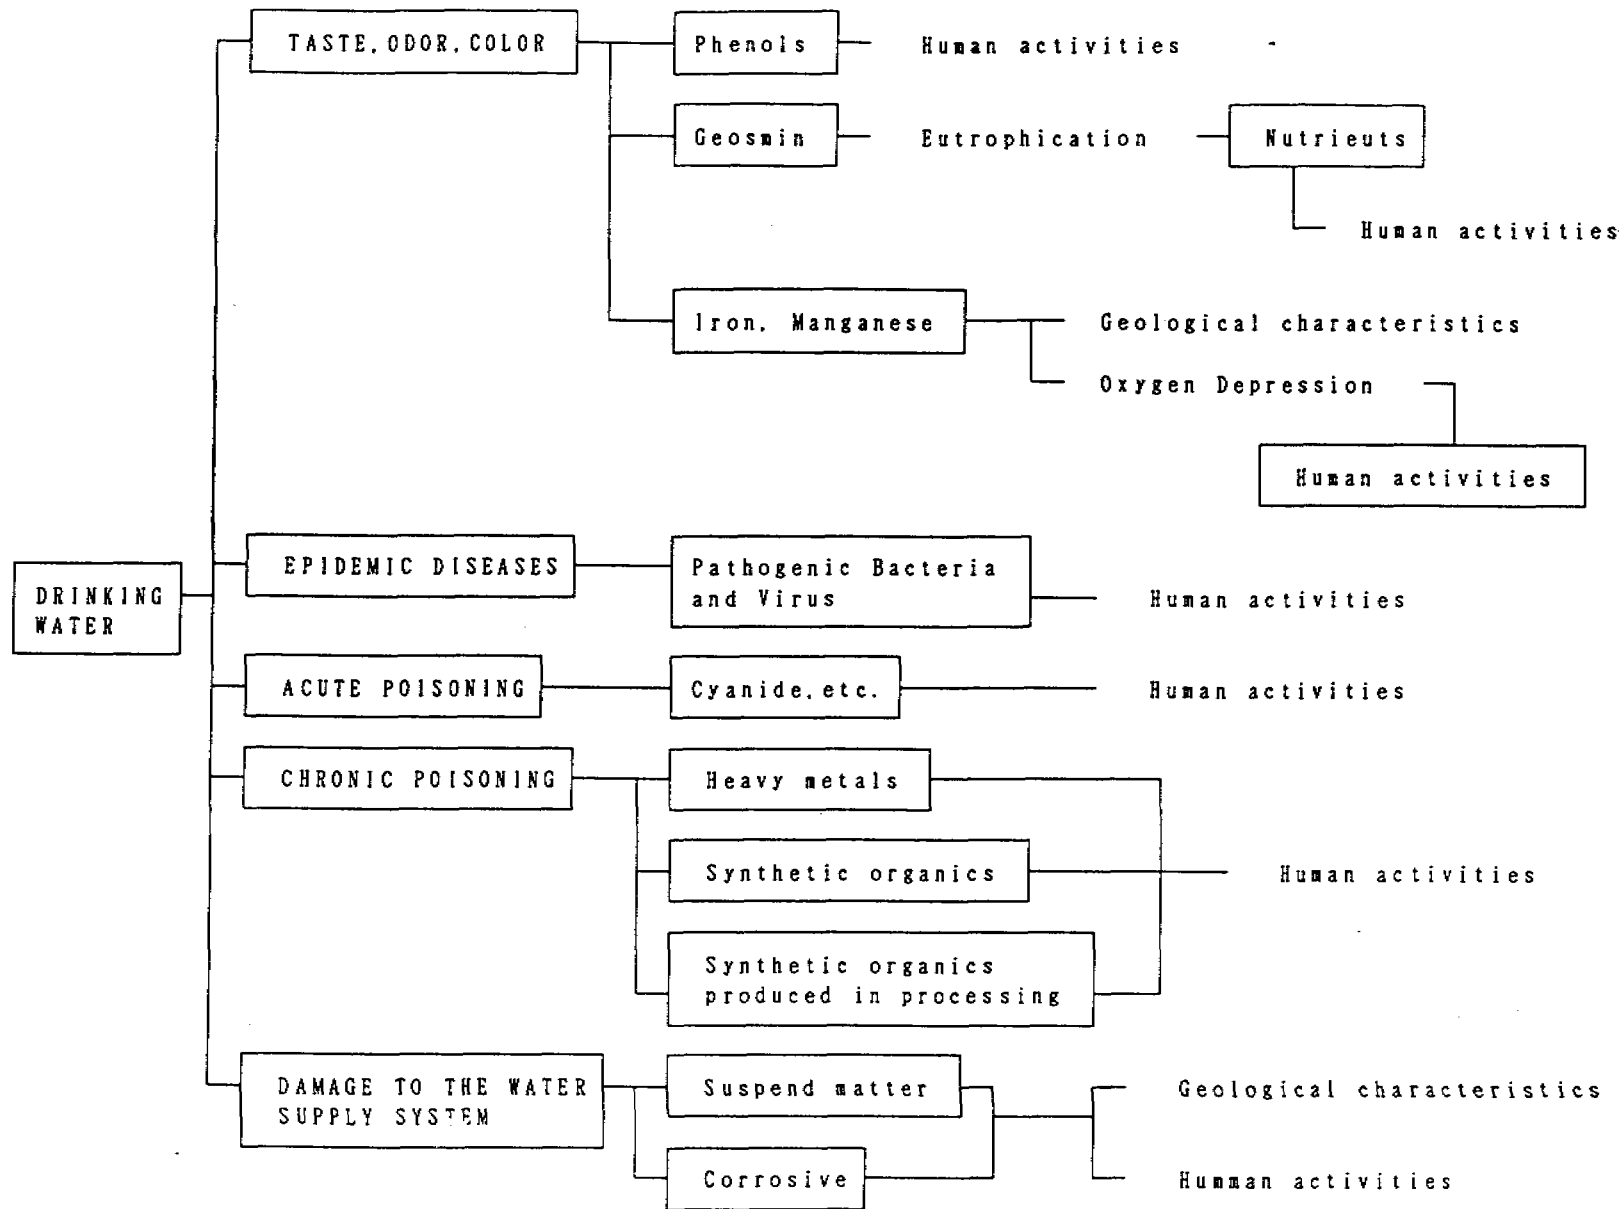 TASTE, ODOR, COLOR
Phenols
Human activities
Geosmin
Eutrophication
Nutrieuts
Human activities
Iron, Manganese
Geological characteristics
Oxygen Depression
Human activities
DRINKING
WATER
EPIDEMIC DISEASES
Pathogenic Bacteria
and Virus
Human activities
ACUTE POISONING
Cyanide, etc.
Human activities
CHRONIC POISONING
Heavy metals
Synthetic organics
Human activities
Synthetic organics
produced in processing
DAMAGE TO THE WATER
SUPPLY SYSTEM
Suspend matter
Geological characteristics
Corrosive
Humman activities